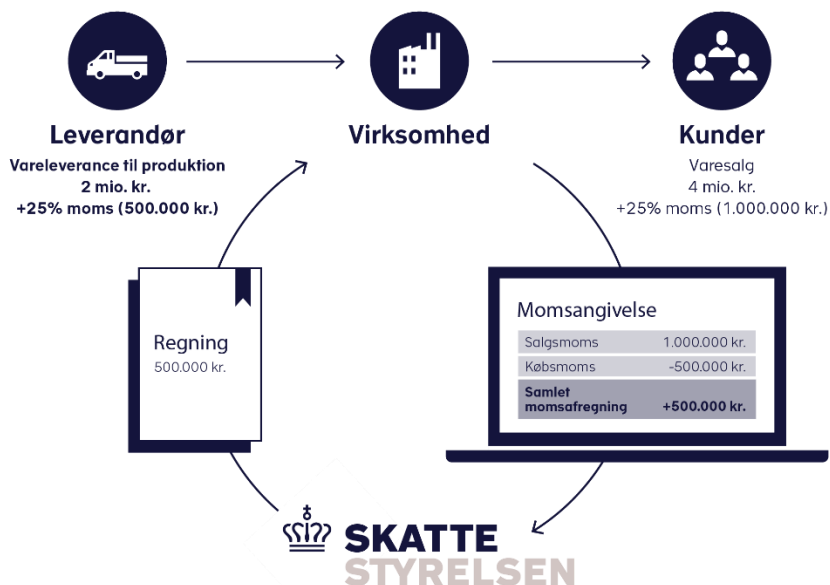 Leverandør
Vareleverance til produktion
2 mio. kr.
+25% moms (500.000 kr.)
Virksomhed
Kunder
Varesalg
4 mio. kr.
+25% moms (1.000.000 kr.)
Regning
500.000 kr.
Momsangivelse
Salgsmoms 1.000.000 kr.
Købsmoms -500.000 kr.
Samlet
momsafregning +500.000 kr.
SKATTE
STYRELSEN